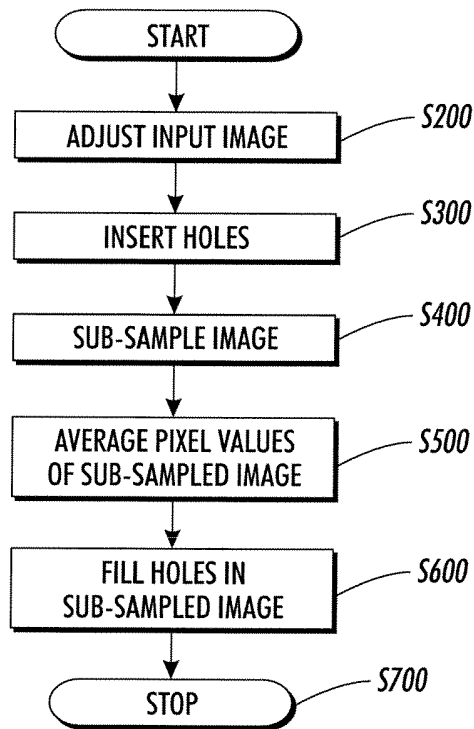 START
ADJUST INPUT IMAGE
S200
INSERT HOLES
S300
SUB-SAMPLE IMAGE
S400
AVERAGE PIXEL VALUES
OF SUB-SAMPLED IMAGE
S500
FILL HOLES IN
SUB-SAMPLED IMAGE
S600
STOP
S700